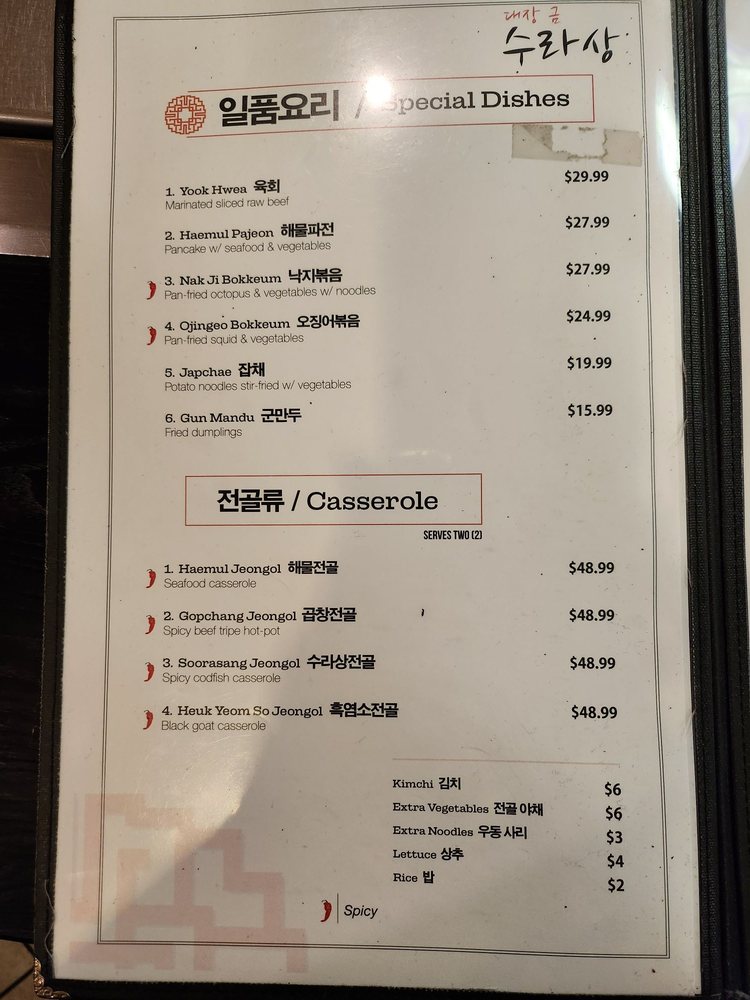 대장금
수라상
일품요리 / Special Dishes
1. Yook Hwea 육회 $29.99
Marinated sliced raw beef
2. Haemul Pajeon 해물파전 $27.99
Pancake w/ seafood & vegetables
3. Nak Ji Bokkeum 낙지볶음 $27.99
Pan-fried octopus & vegetables w/ noodles
4. Ojingeo Bokkeum 오징어볶음 $24.99
Pan-fried squid & vegetables
5. Japchae 잡채 $19.99
Potato noodles stir-fried w/ vegetables
6. Gun Mandu 군만두 $15.99
Fried dumplings
전골류 / Casserole
SERVES TWO (2)
1. Haemul Jeongol 해물전골 $48.99
Seafood casserole
2. Gopchang Jeongol 곱창전골 $48.99
Spicy beef tripe hot-pot
3. Soorasang Jeongol 수라상전골 $48.99
Spicy codfish casserole
4. Heuk Yeom So Jeongol 흑염소전골 $48.99
Black goat casserole
Kimchi 김치 $6
Extra Vegetables 전골 야채 $6
Extra Noodles 우동 사리 $3
Lettuce 상추 $4
Rice 밥 $2
Spicy